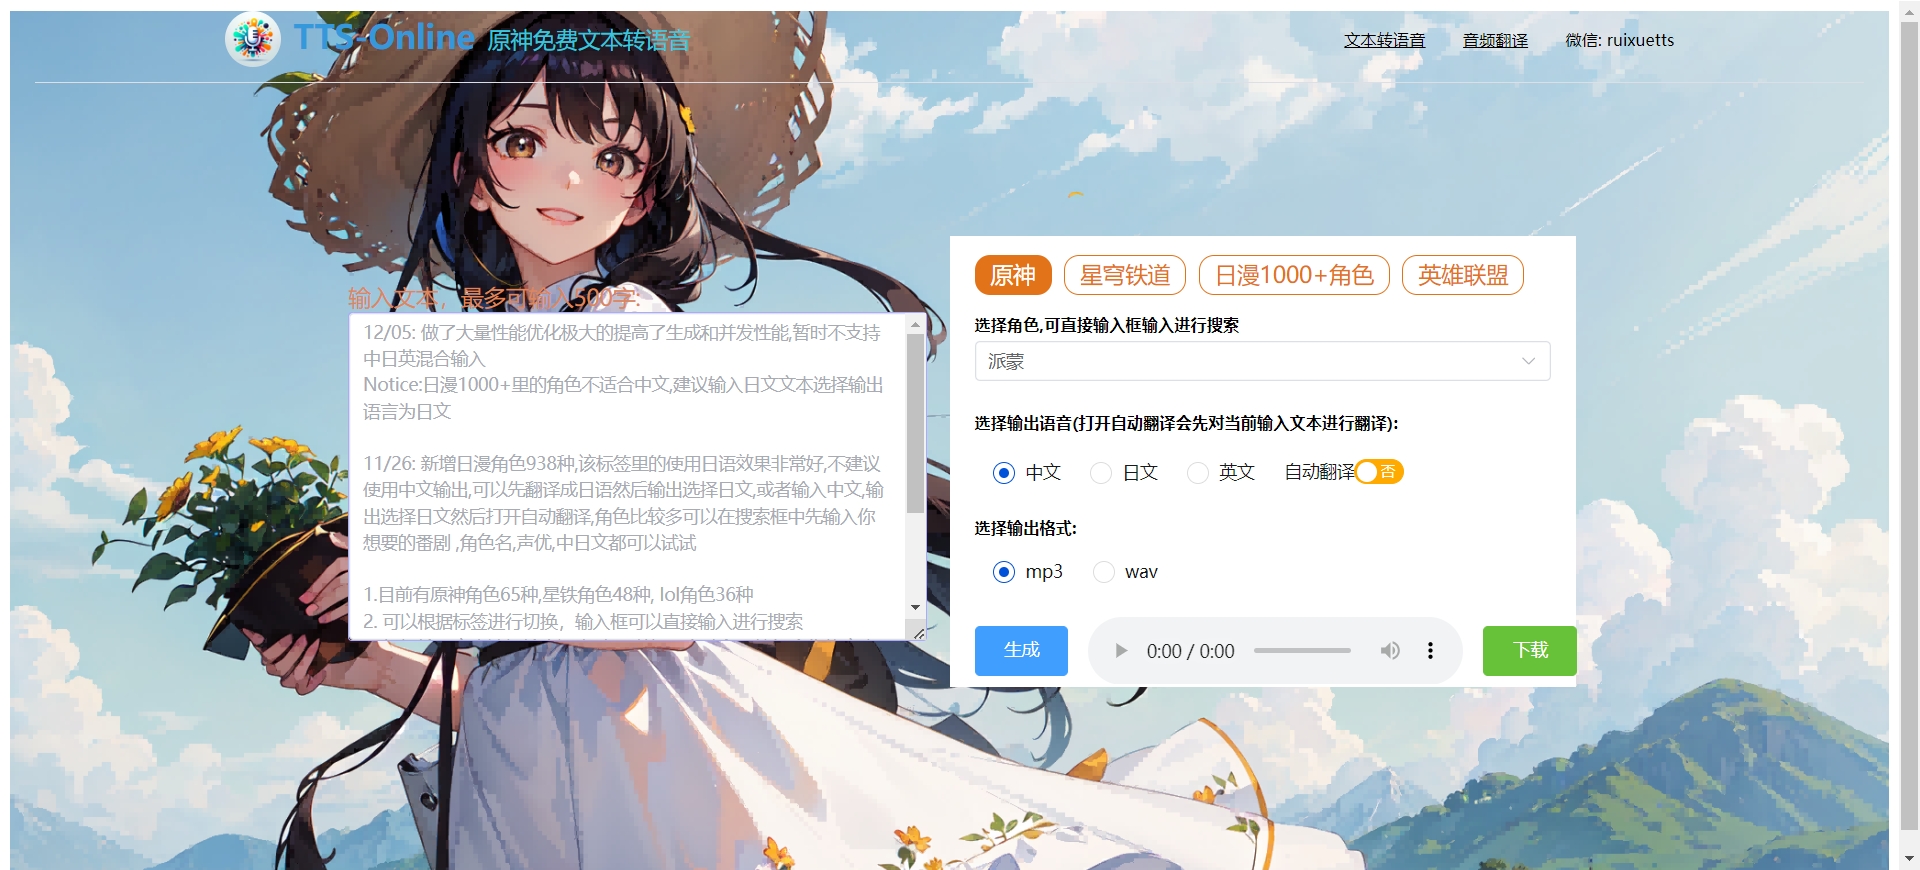 TTS-Online 原神免费文本转语音
文本转语音 音频翻译 微信: ruixuetts
输入文本，最多可输入500字:
12/05: 做了大量性能优化极大的提高了生成和并发性能,暂时不支持
中日英混合输入
Notice:日漫1000+里的角色不适合中文,建议输入日文文本选择输出
语言为日文
11/26: 新增日漫角色938种,该标签里的使用日语效果非常好,不建议
使用中文输出,可以先翻译成日语然后输出选择日文,或者输入中文,输
出选择日文然后打开自动翻译,角色比较多可以在搜索框中先输入你
想要的番剧 ,角色名,声优,中日文都可以试试
1.目前有原神角色65种,星铁角色48种, lol角色36种
2. 可以根据标签进行切换，输入框可以直接输入进行搜索
原神 星穹铁道 日漫1000+角色 英雄联盟
选择角色,可直接输入框输入进行搜索
派蒙
选择输出语音(打开自动翻译会先对当前输入文本进行翻译):
中文 日文 英文 自动翻译 否
选择输出格式:
mp3 wav
生成 0:00 / 0:00 下载